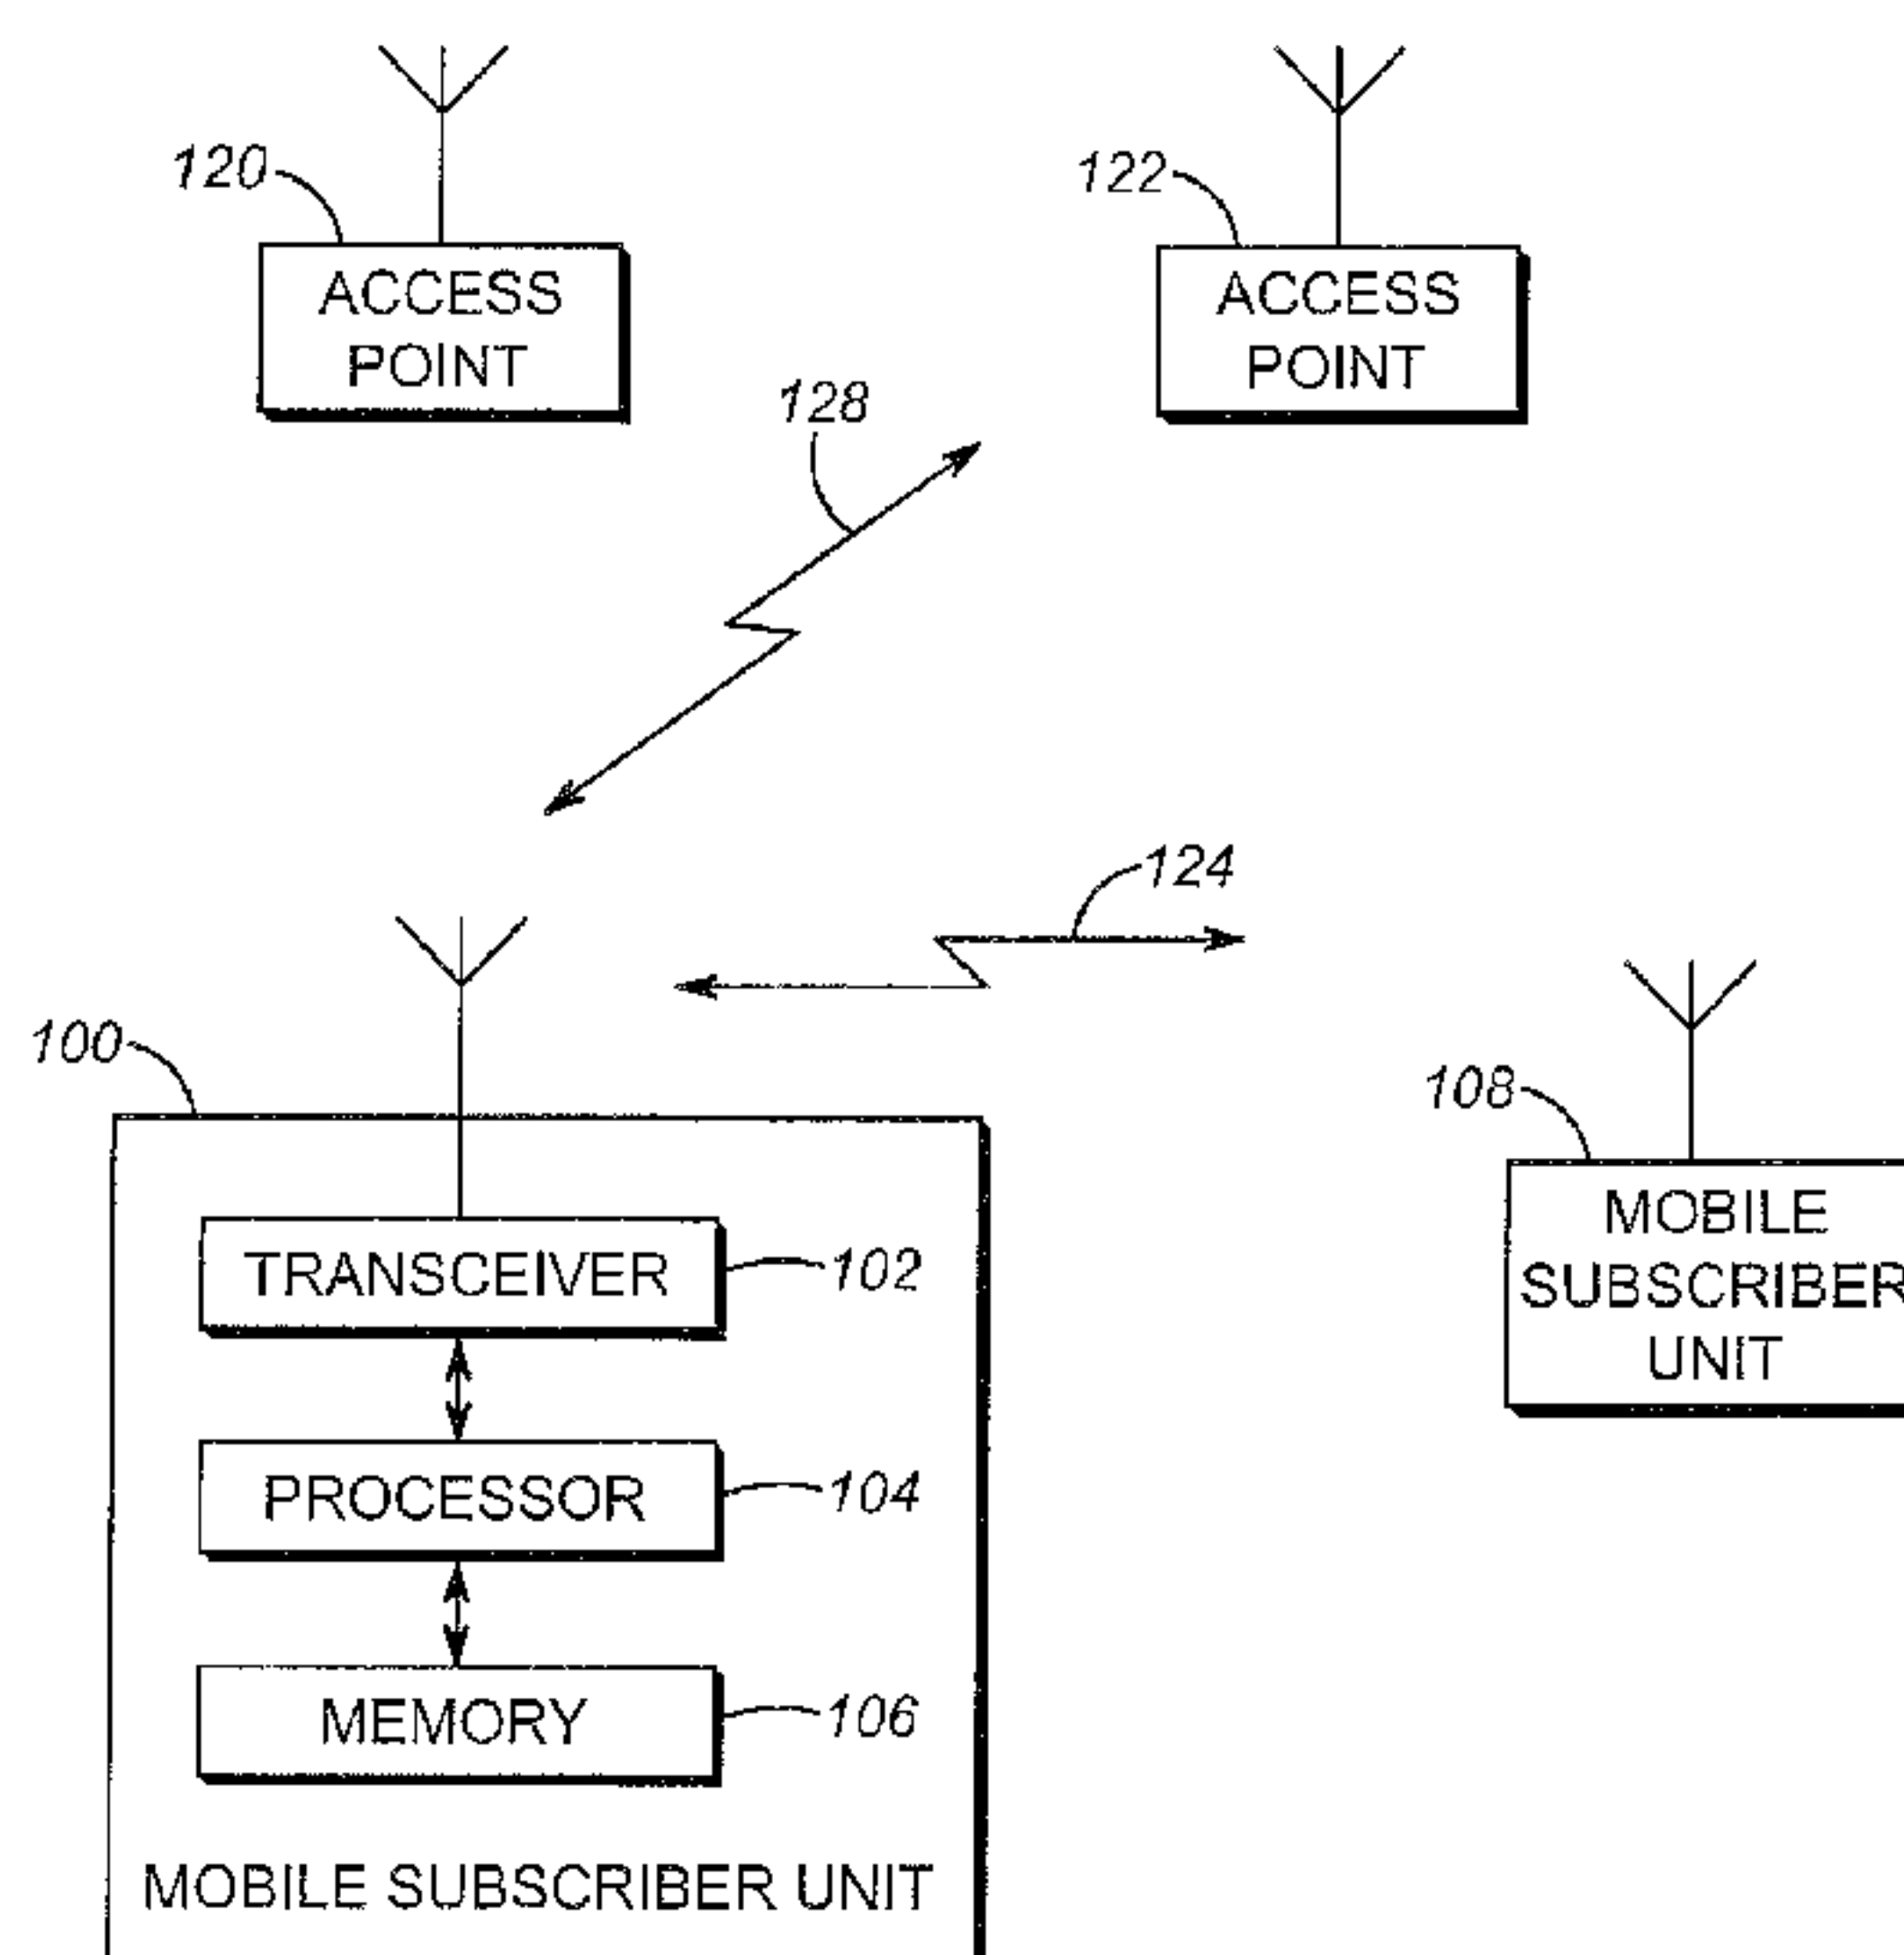 120
ACCESS
POINT
122
ACCESS
POINT
128
124
100
TRANSCEIVER
102
PROCESSOR
104
MEMORY
106
MOBILE SUBSCRIBER UNIT
108
MOBILE
SUBSCRIBER
UNIT